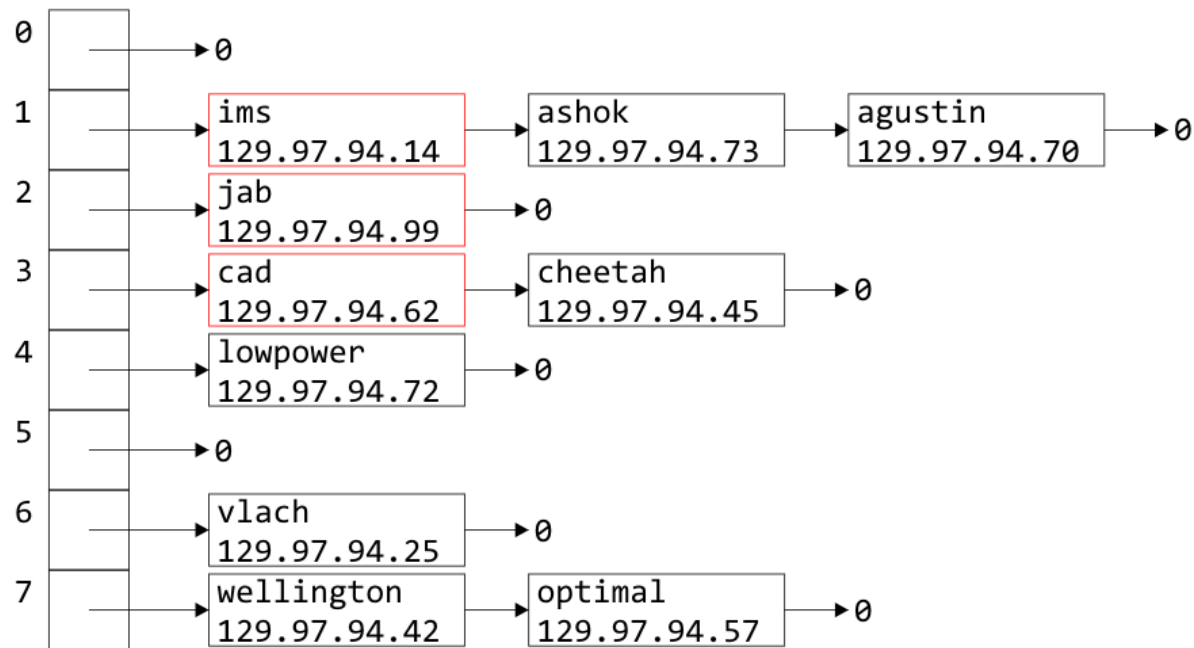 0
0
1
ims
129.97.94.14
ashok
129.97.94.73
agustin
129.97.94.70
0
2
jab
129.97.94.99
0
3
cad
129.97.94.62
cheetah
129.97.94.45
0
4
lowpower
129.97.94.72
0
5
0
6
vlach
129.97.94.25
0
7
wellington
129.97.94.42
optimal
129.97.94.57
0